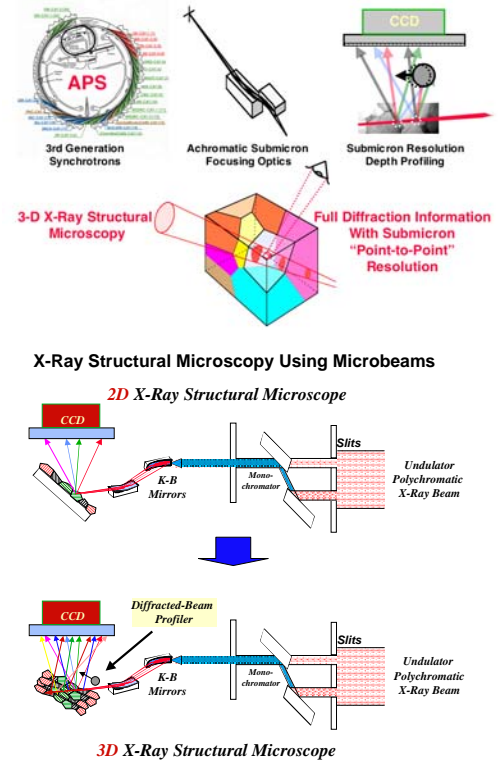 CCD
APS
3rd Generation
Synchrotrons
Achromatic Submicron
Focusing Optics
Submicron Resolution
Depth Profiling
3-D X-Ray Structural
Microscopy
Full Diffraction Information
With Submicron
“Point-to-Point”
Resolution
X-Ray Structural Microscopy Using Microbeams
2D X-Ray Structural Microscope
CCD
K-B
Mirrors
Mono-
chromator
Slits
Undulator
Polychromatic
X-Ray Beam
Diffracted-Beam
Profiler
CCD
K-B
Mirrors
Mono-
chromator
Slits
Undulator
Polychromatic
X-Ray Beam
3D X-Ray Structural Microscope